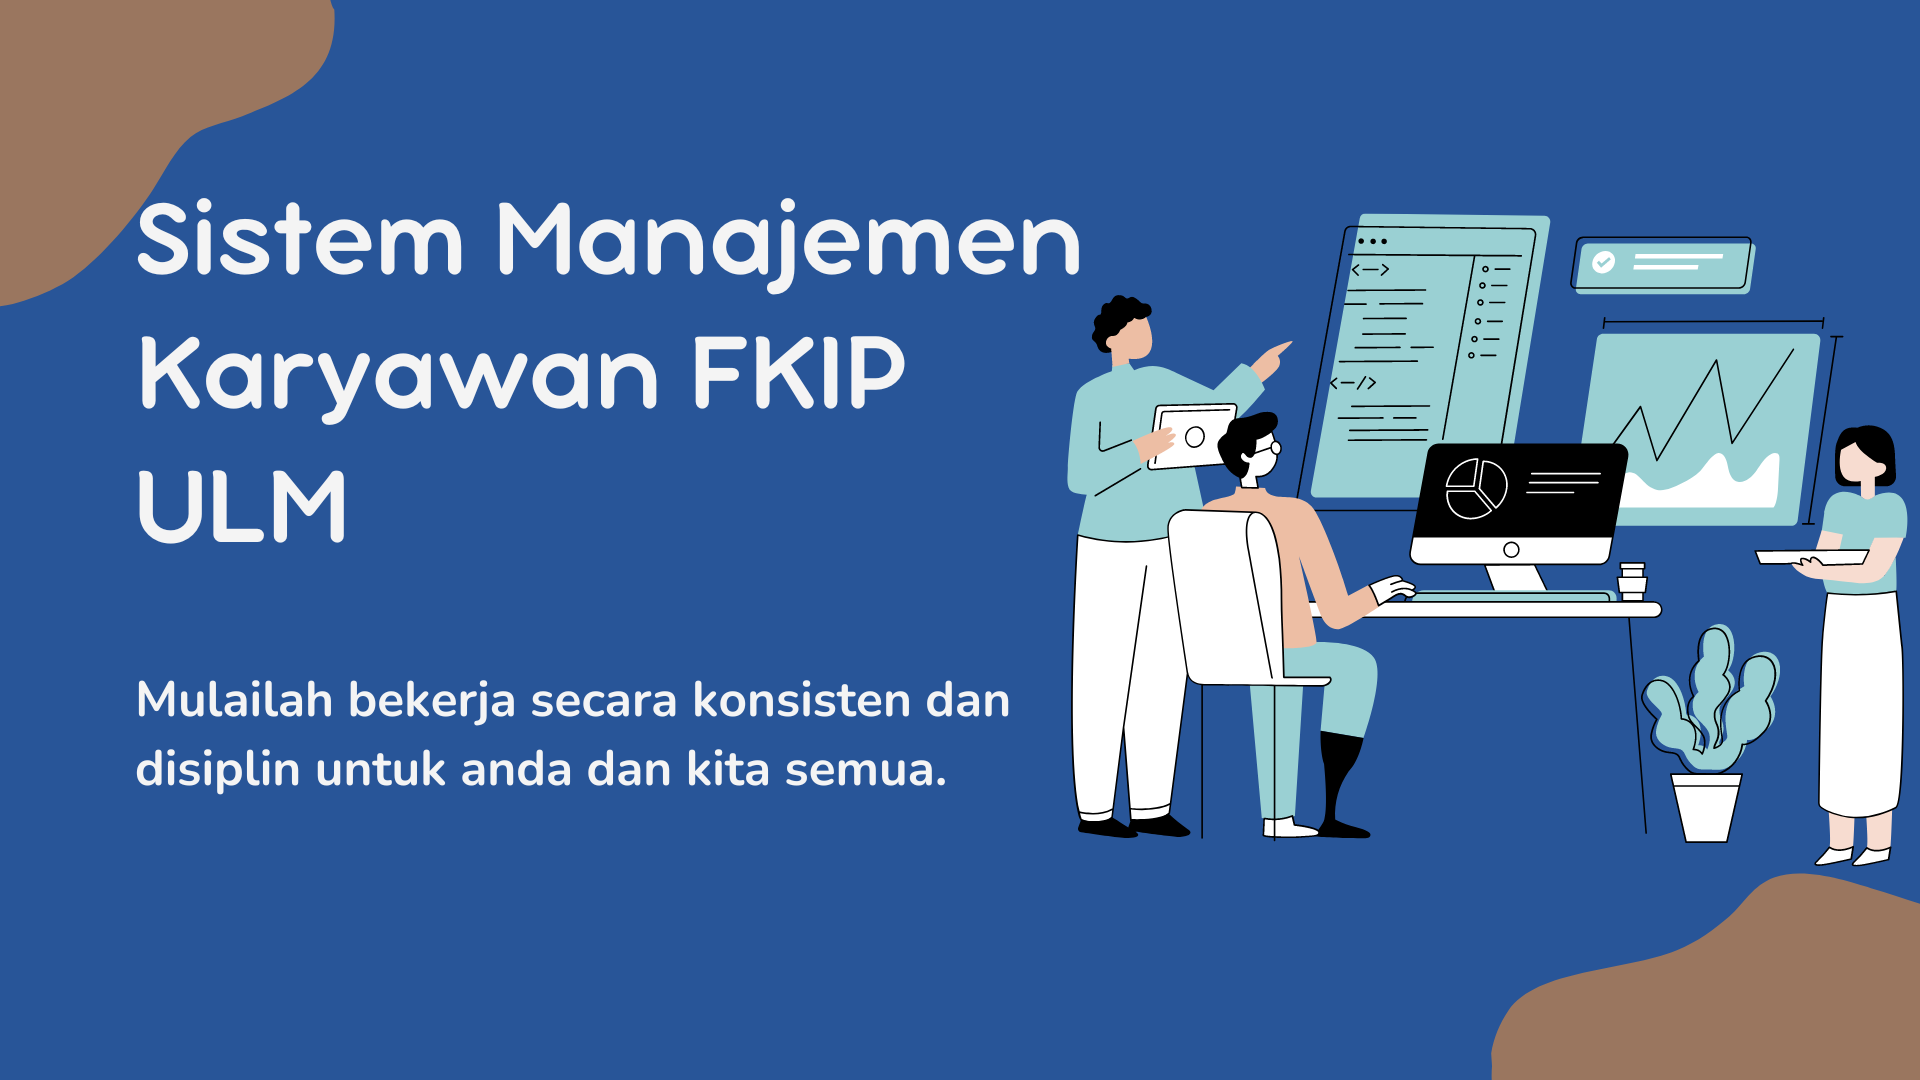 Sistem Manajemen
Karyawan FKIP
ULM
Mulailah bekerja secara konsisten dan
disiplin untuk anda dan kita semua.